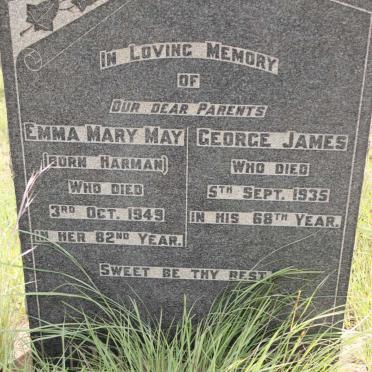 IN LOVING MEMORY
OF
OUR DEAR PARENTS
EMMA MARY MAY
(BORN HARMAN)
WHO DIED
3RD OCT. 1949
IN HER 82ND YEAR.
GEORGE JAMES
WHO DIED
5TH SEPT. 1935
IN HIS 68TH YEAR.
SWEET BE THY REST